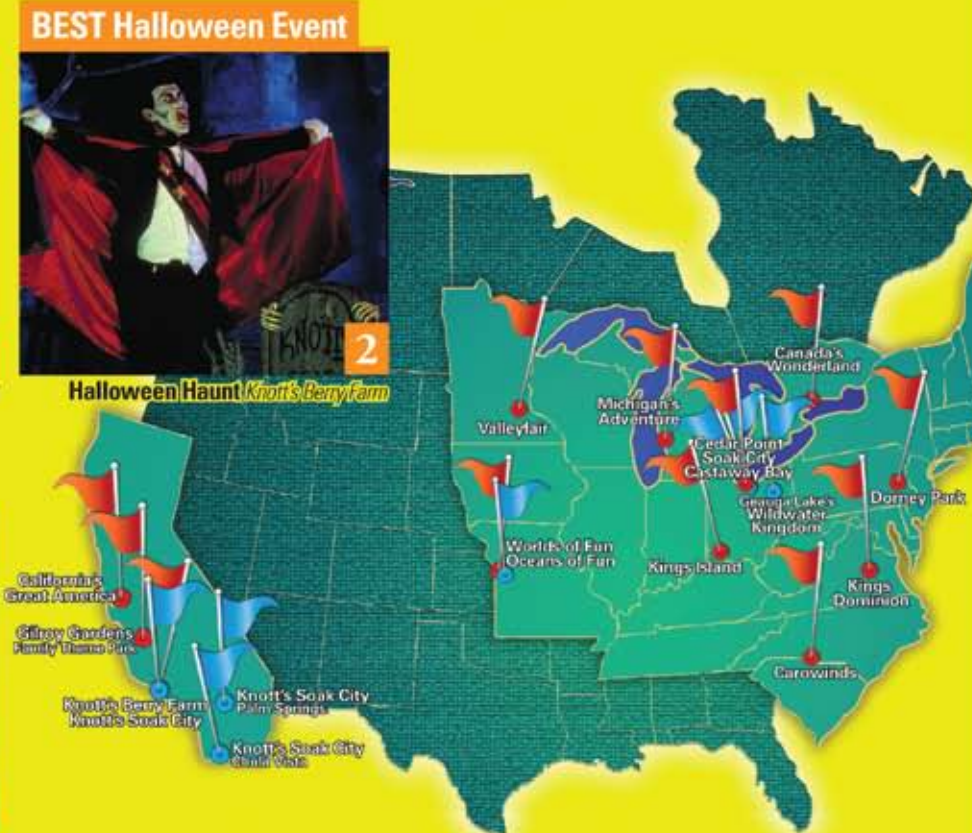 BEST Halloween Event
KNOTT
2
Halloween Haunt Knott's Berry Farm
Canada's
Wonderland
Michigan's
Adventure
Valleyfair
Cedar Point
Soak City
Castaway Bay
Geauga Lake's
Wildwater
Kingdom
Dorney Park
Worlds of Fun
Oceans of Fun
Kings Island
Kings
Dominion
Carowinds
California's
Great America
Gilroy Gardens
Family Theme Park
Knott's Berry Farm
Knott's Soak City
Knott's Soak City
Palm Springs
Knott's Soak City
Chula Vista